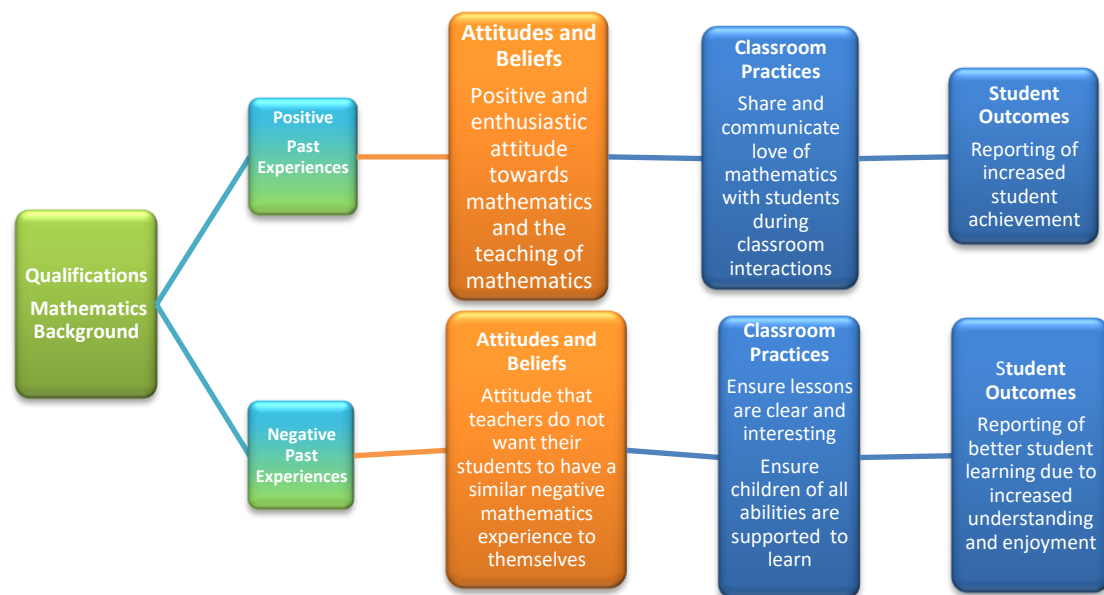 Qualifications
Mathematics
Background
Positive
Past
Experiences
Attitudes and
Beliefs
Positive and
enthusiastic
attitude
towards
mathematics
and the
teaching of
mathematics
Classroom
Practices
Share and
communicate
love of
mathematics
with students
during
classroom
interactions
Student
Outcomes
Reporting of
increased
student
achievement
Negative
Past
Experiences
Attitudes and
Beliefs
Attitude that
teachers do not
want their
students to have a
similar negative
mathematics
experience to
themselves
Classroom
Practices
Ensure lessons
are clear and
interesting
Ensure
children of all
abilities are
supported to
learn
Student
Outcomes
Reporting of
better student
learning due to
increased
understanding
and enjoyment